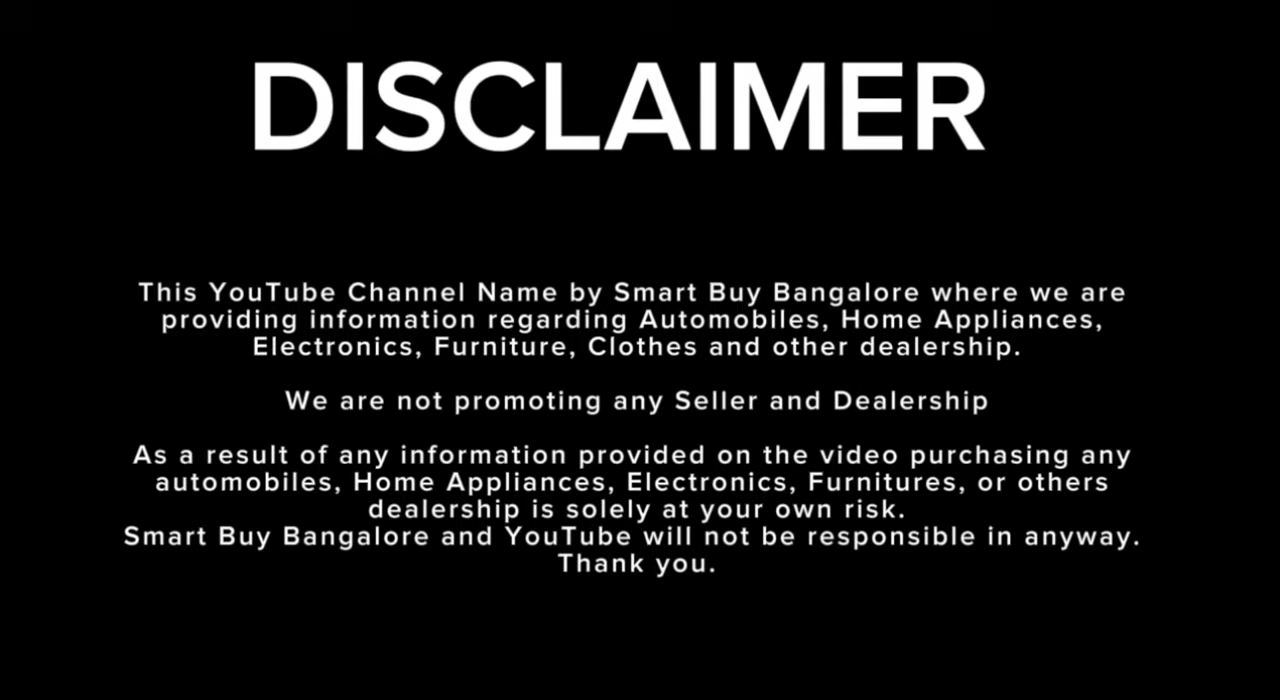 DISCLAIMER
This YouTube Channel Name by Smart Buy Bangalore where we are
providing information regarding Automobiles, Home Appliances,
Electronics, Furniture, Clothes and other dealership.
We are not promoting any Seller and Dealership
As a result of any information provided on the video purchasing any
automobiles, Home Appliances, Electronics, Furnitures, or others
dealership is solely at your own risk.
Smart Buy Bangalore and YouTube will not be responsible in anyway.
Thank you.